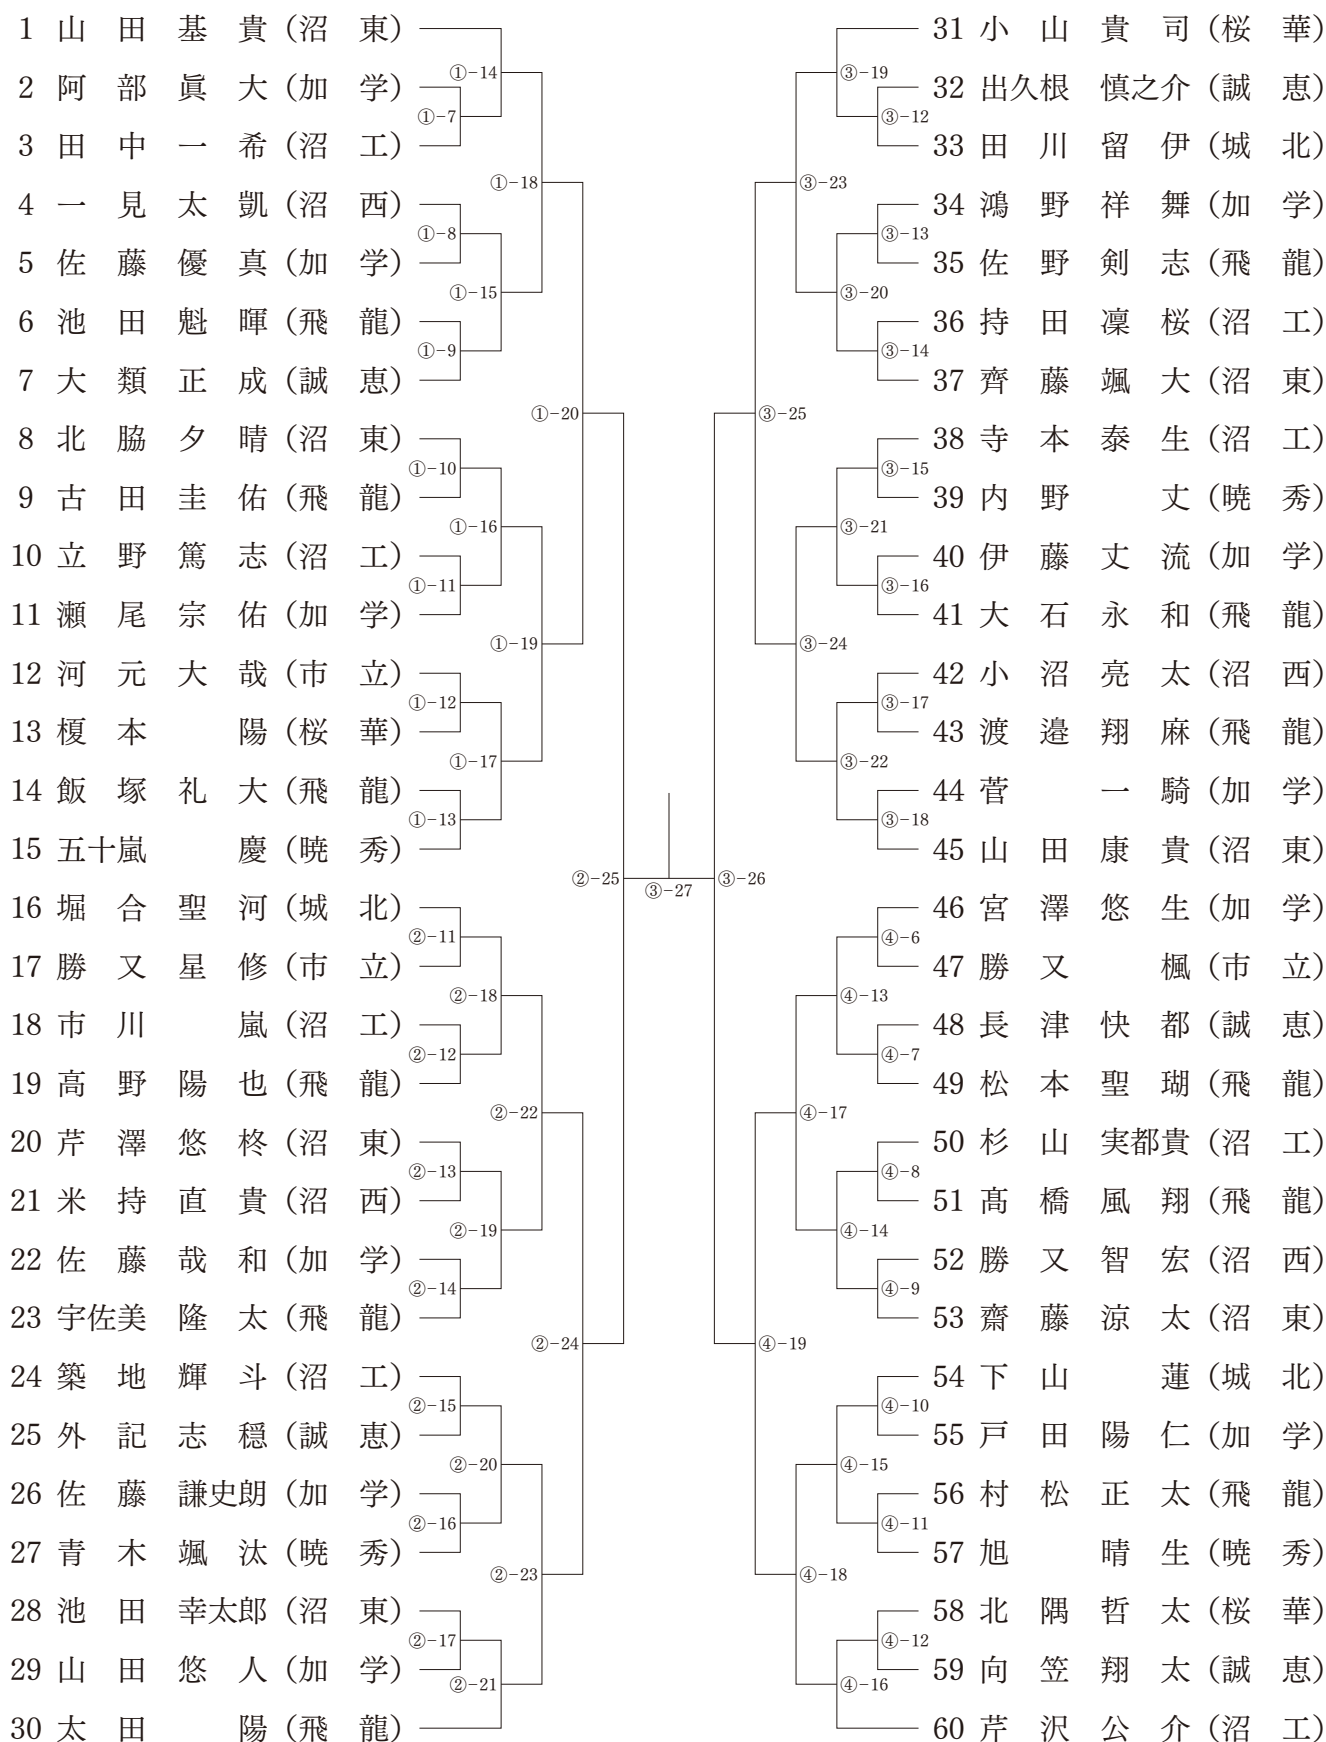 1 山田基貴（沼東）
①-14
2 阿部眞大（加学）
①-7
3 田中一希（沼工）
①-18
4 一見太凱（沼西）
①-8
5 佐藤優真（加学）
①-15
6 池田魁暉（飛龍）
①-9
7 大類正成（誠恵）
①-20
8 北脇夕晴（沼東）
①-10
9 古田圭佑（飛龍）
①-16
10 立野篤志（沼工）
①-11
11 瀬尾宗佑（加学）
①-19
12 河元大哉（市立）
①-12
13 榎本陽（桜華）
①-17
14 飯塚礼大（飛龍）
①-13
15 五十嵐慶（暁秀）
②-25
16 堀合聖河（城北）
②-11
17 勝又星修（市立）
②-18
18 市川嵐（沼工）
②-12
19 高野陽也（飛龍）
②-22
20 芹澤悠柊（沼東）
②-13
21 米持直貴（沼西）
②-19
22 佐藤哉和（加学）
②-14
23 宇佐美隆太（飛龍）
②-24
24 築地輝斗（沼工）
②-15
25 外記志穏（誠恵）
②-20
26 佐藤謙史朗（加学）
②-16
27 青木颯汰（暁秀）
②-23
28 池田幸太郎（沼東）
②-17
29 山田悠人（加学）
②-21
30 太田陽（飛龍）
③-27
31 小山貴司（桜華）
③-19
32 出久根慎之介（誠恵）
③-12
33 田川留伊（城北）
③-23
34 鴻野祥舞（加学）
③-13
35 佐野剣志（飛龍）
③-20
36 持田凜桜（沼工）
③-14
37 齊藤颯大（沼東）
③-25
38 寺本泰生（沼工）
③-15
39 内野丈（暁秀）
③-21
40 伊藤丈流（加学）
③-16
41 大石永和（飛龍）
③-24
42 小沼亮太（沼西）
③-17
43 渡邉翔麻（飛龍）
③-22
44 菅一騎（加学）
③-18
45 山田康貴（沼東）
③-26
46 宮澤悠生（加学）
④-6
47 勝又楓（市立）
④-13
48 長津快都（誠恵）
④-7
49 松本聖瑚（飛龍）
④-17
50 杉山実都貴（沼工）
④-8
51 髙橋風翔（飛龍）
④-14
52 勝又智宏（沼西）
④-9
53 齋藤涼太（沼東）
④-19
54 下山蓮（城北）
④-10
55 戸田陽仁（加学）
④-15
56 村松正太（飛龍）
④-11
57 旭晴生（暁秀）
④-18
58 北隅哲太（桜華）
④-12
59 向笠翔太（誠恵）
④-16
60 芹沢公介（沼工）